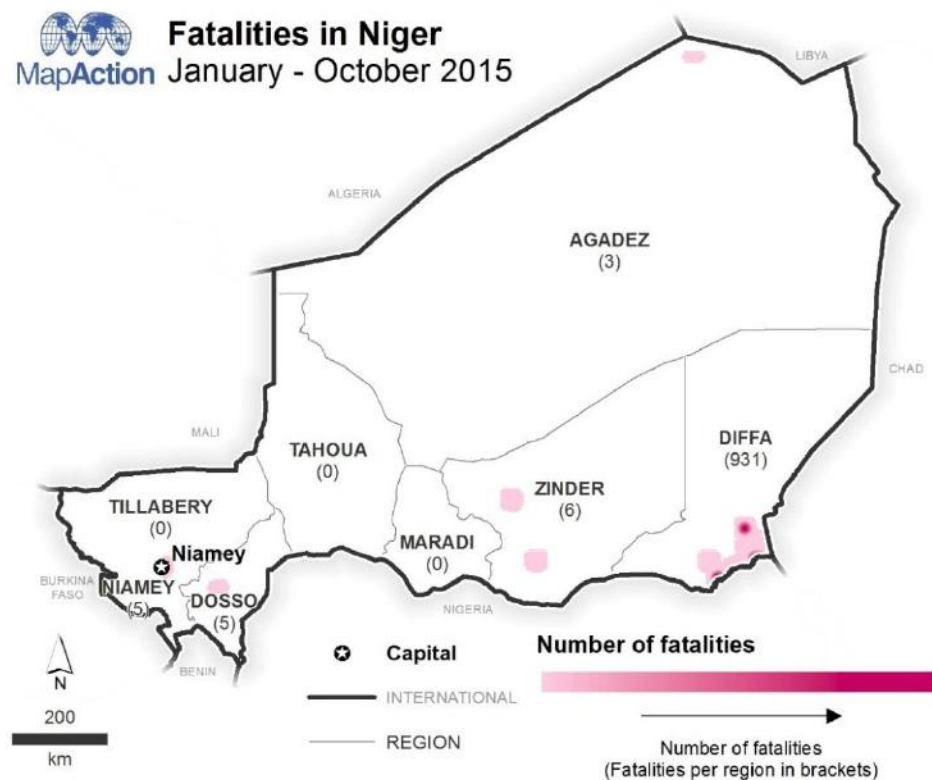 MapAction
Fatalities in Niger
January - October 2015
LIBYA
ALGERIA
AGADEZ
(3)
CHAD
MALI
DIFFA
(931)
TAHOUA
(0)
ZINDER
(6)
TILLABERY
(0)
MARADI
(0)
Niamey
BURKINA
FASO
NIAMEY
(5)
DOSSO
(5)
NIGERIA
BENIN
N
200
km
Capital
INTERNATIONAL
REGION
Number of fatalities
Number of fatalities
(Fatalities per region in brackets)